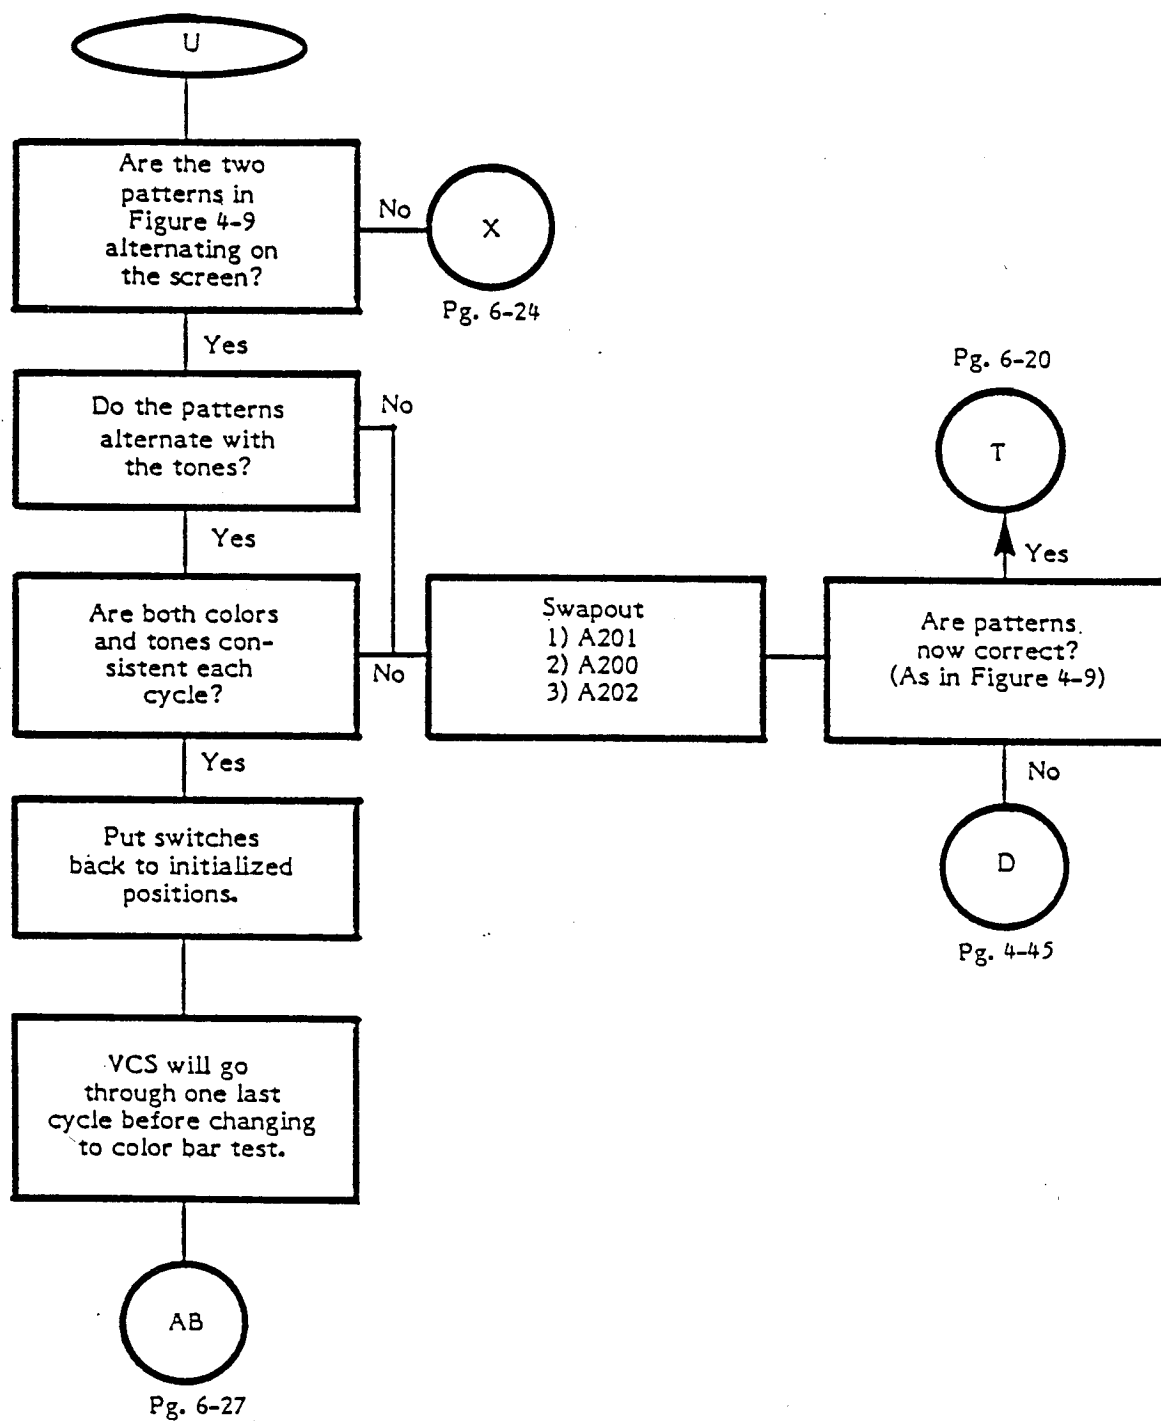 U
Are the two
patterns in
Figure 4-9
alternating on
the screen?
No
X
Pg. 6-24
Yes
Do the patterns
alternate with
the tones?
No
Yes
Are both colors
and tones con-
sistent each
cycle?
No
Swapout
1) A201
2) A200
3) A202
Pg. 6-20
T
Yes
Are patterns
now correct?
(As in Figure 4-9)
No
D
Pg. 4-45
Yes
Put switches
back to initialized
positions.
VCS will go
through one last
cycle before changing
to color bar test.
AB
Pg. 6-27